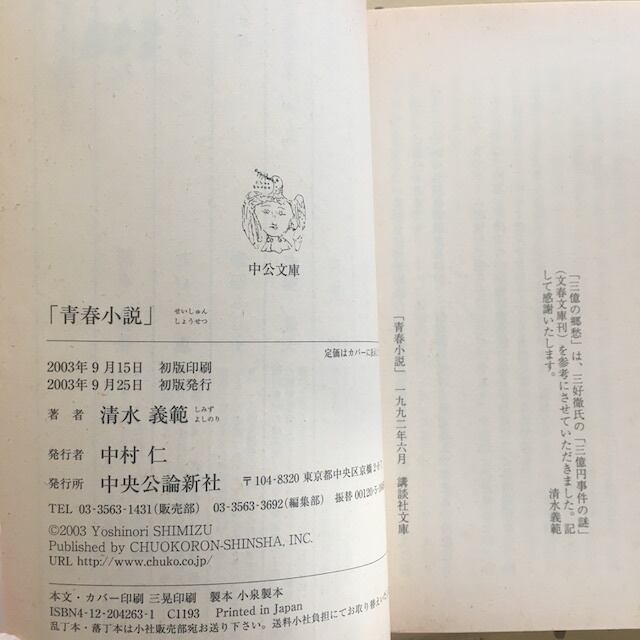 「三億の郷愁」は、三好徹氏の「三億円事件の謎」
(文春文庫刊)を参考にさせていただきました。記
して感謝いたします。
清水義範
「青春小説」 一九九二年六月 講談社文庫
中公文庫
「青春小説」 せいしゅん
しょうせつ
定価はカバーに
2003年9月15日 初版印刷
2003年9月25日 初版発行
著者 清水 義範 しみず
よしのり
発行者 中村 仁
発行所 中央公論新社 〒104-8320 東京都中央区京橋
TEL 03-3563-1431(販売部) 03-3563-3692(編集部) 振替 00120-5-
©2003 Yoshinori SHIMIZU
Published by CHUOKORON-SHINSHA, INC.
URL http://www.chuko.co.jp/
本文・カバー印刷 三晃印刷 製本 小泉製本
ISBN4-12-204263-1 C1193 Printed in Japan
乱丁本・落丁本は小社販売部宛お送り下さい。送料小社負担にてお取り替えいた